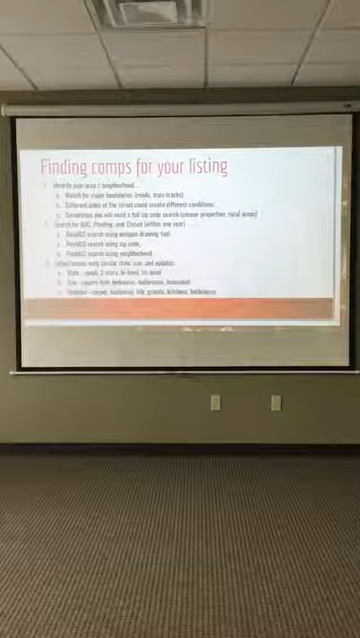 Finding comps for your listing
Identify your area / neighborhood...
Watch for major boundaries (roads, train tracks)
Different sides of the street could create different conditions
Sometimes you will need a full zip code search (unique properties, rural areas)
Search for AUC, Pending, and Closed (within one year)
FlexMLS search using polygon drawing tool
FlexMLS search using zip code,
FlexMLS search using neighborhood
Select homes with similar style, size, and updates
Style - ranch, 2 story, bi-level, tri-level
Size - square feet, bedrooms, bathrooms, basement
carpet, hardwood, tile, granite, kitchens, bathrooms